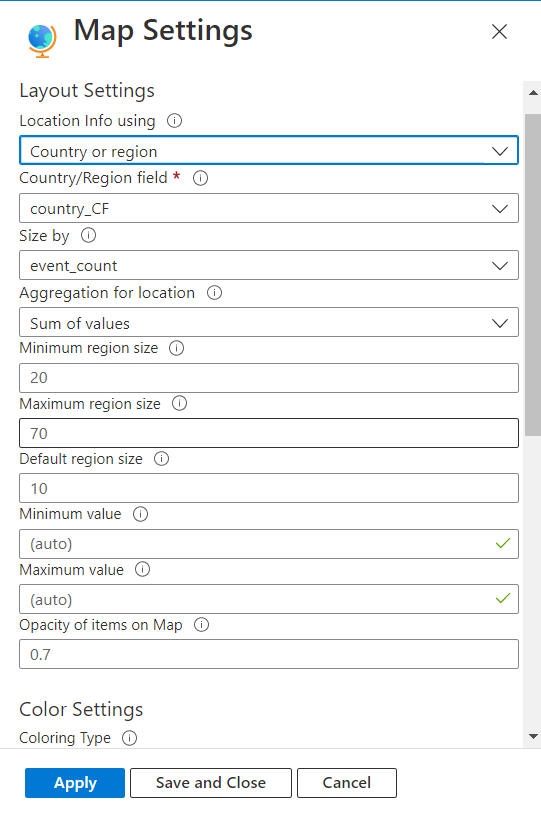 Map Settings
Layout Settings
Location Info using
Country or region
Country/Region field *
country_CF
Size by
event_count
Aggregation for location
Sum of values
Minimum region size
20
Maximum region size
70
Default region size
10
Minimum value
(auto)
Maximum value
(auto)
Opacity of items on Map
0.7
Color Settings
Coloring Type
Apply Save and Close Cancel